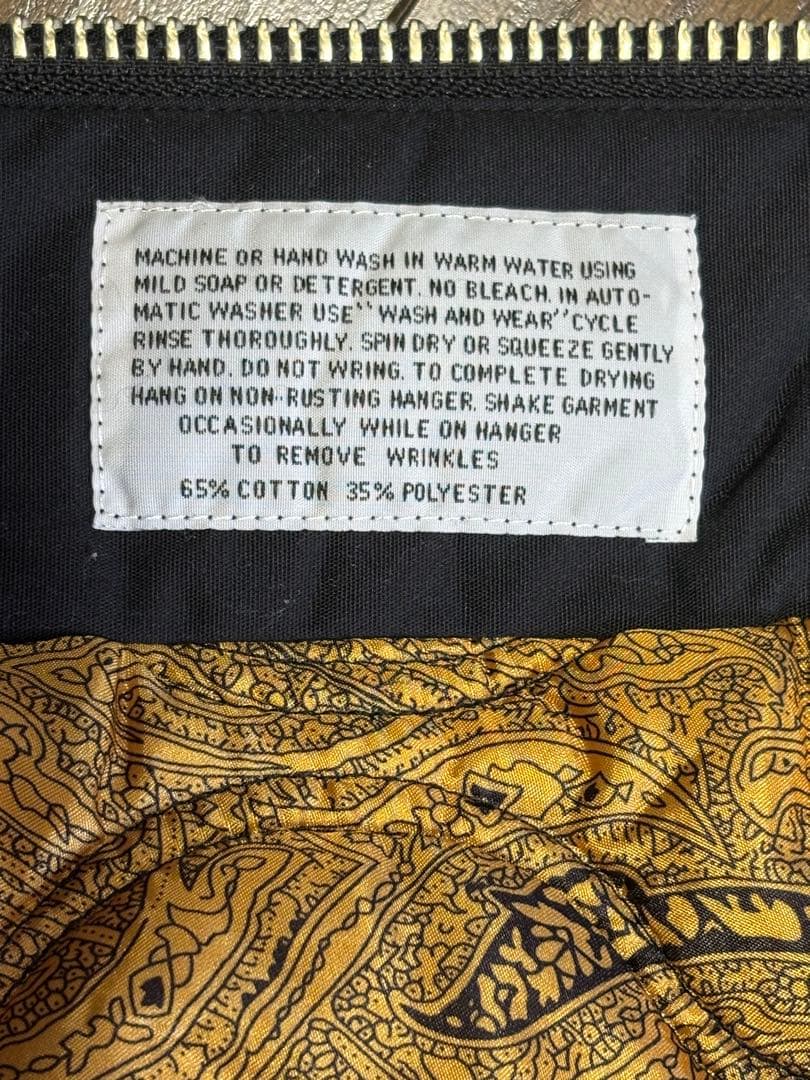 MACHINE OR HAND WASH IN WARM WATER USING
MILD SOAP OR DETERGENT. NO BLEACH. IN AUTO-
MATIC WASHER USE'' WASH AND WEAR'' CYCLE
RINSE THOROUGHLY. SPIN DRY OR SQUEEZE GENTLY
BY HAND. DO NOT WRING. TO COMPLETE DRYING
HANG ON NON-RUSTING HANGER. SHAKE GARMENT
OCCASIONALLY WHILE ON HANGER
TO REMOVE WRINKLES
65% COTTON 35% POLYESTER